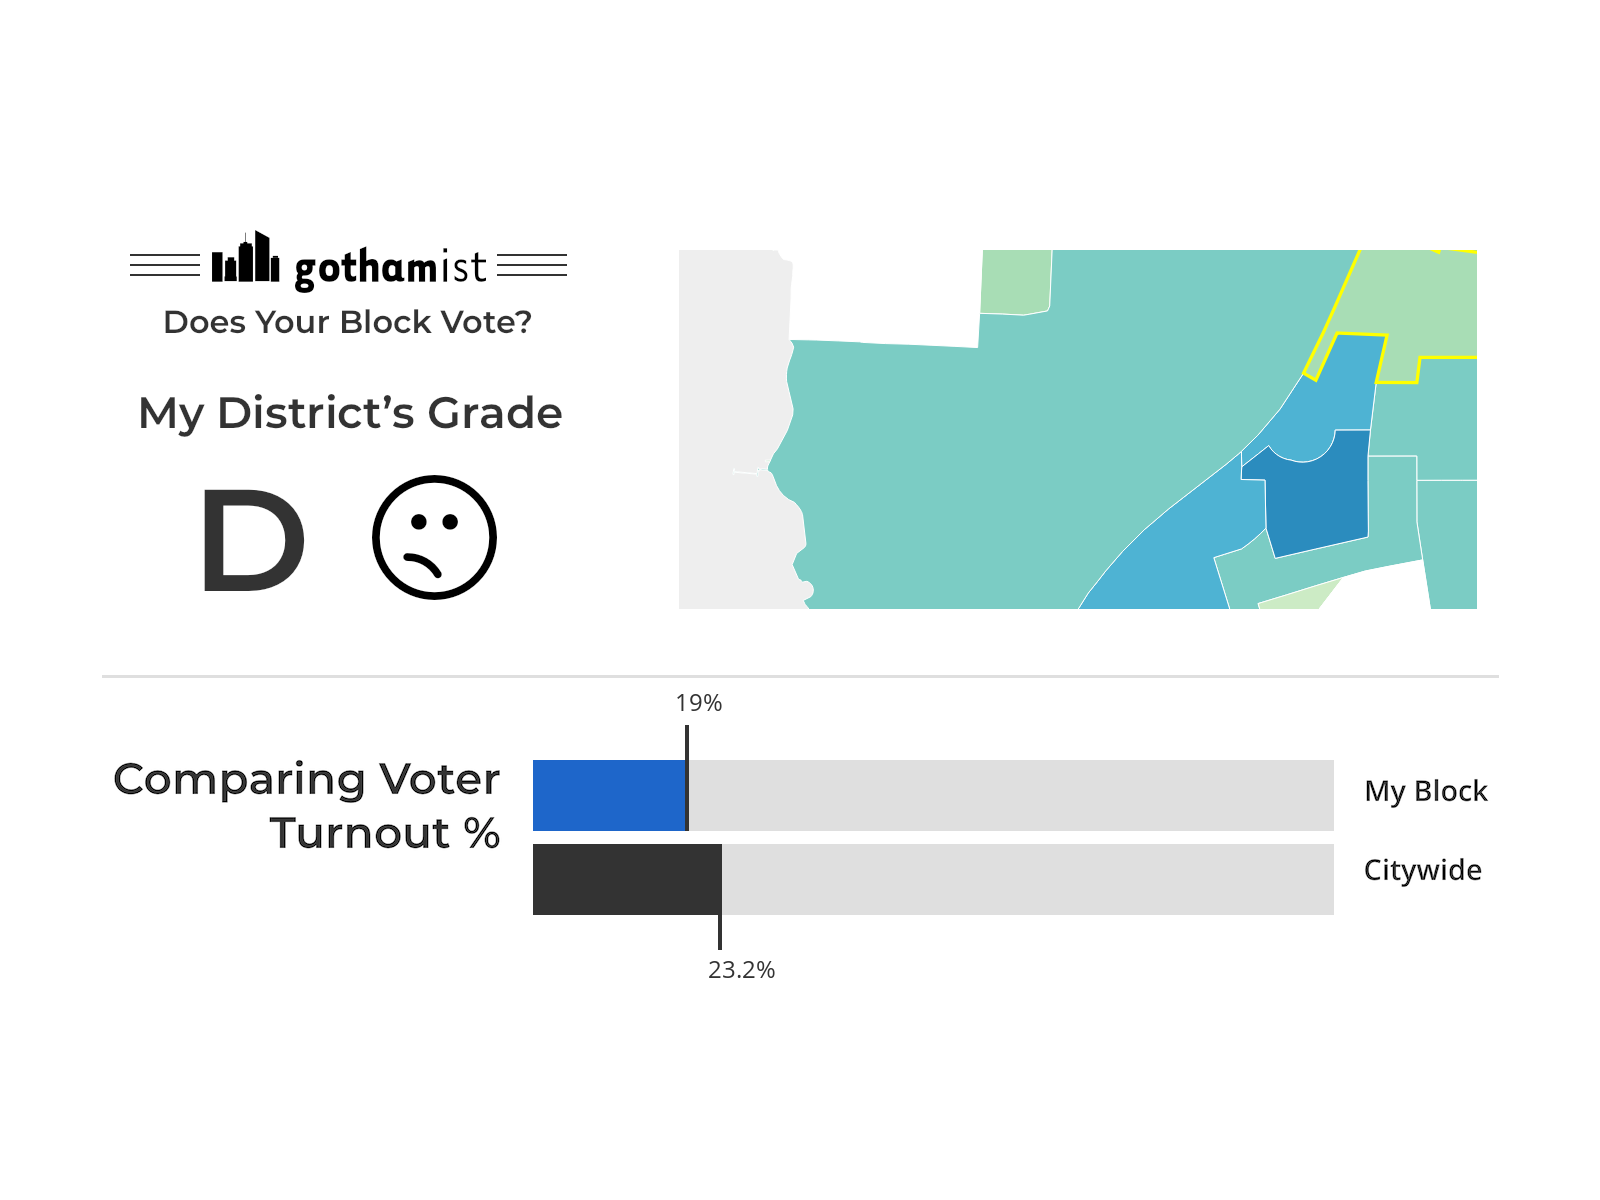 gothamist
Does Your Block Vote?
My District’s Grade
D
19%
Comparing Voter
Turnout %
My Block
Citywide
23.2%